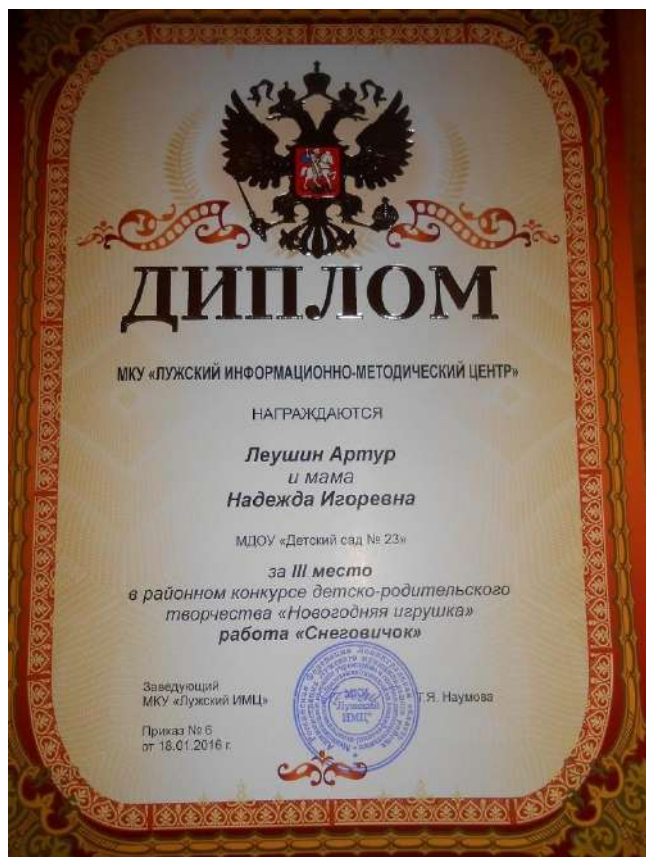 ДИПЛОМ
МКУ «ЛУЖСКИЙ ИНФОРМАЦИОННО-МЕТОДИЧЕСКИЙ ЦЕНТР»
НАГРАЖДАЮТСЯ
Леушин Артур
и мама
Надежда Игоревна
МДОУ «Детский сад № 23»
за III место
в районном конкурсе детско-родительского
творчества «Новогодняя игрушка»
работа «Снеговичок»
Заведующий
МКУ «Лужский ИМЦ»
Т.Я. Наумова
"Лужский
ИМЦ"
Приказ № 6
от 18.01.2016 г.